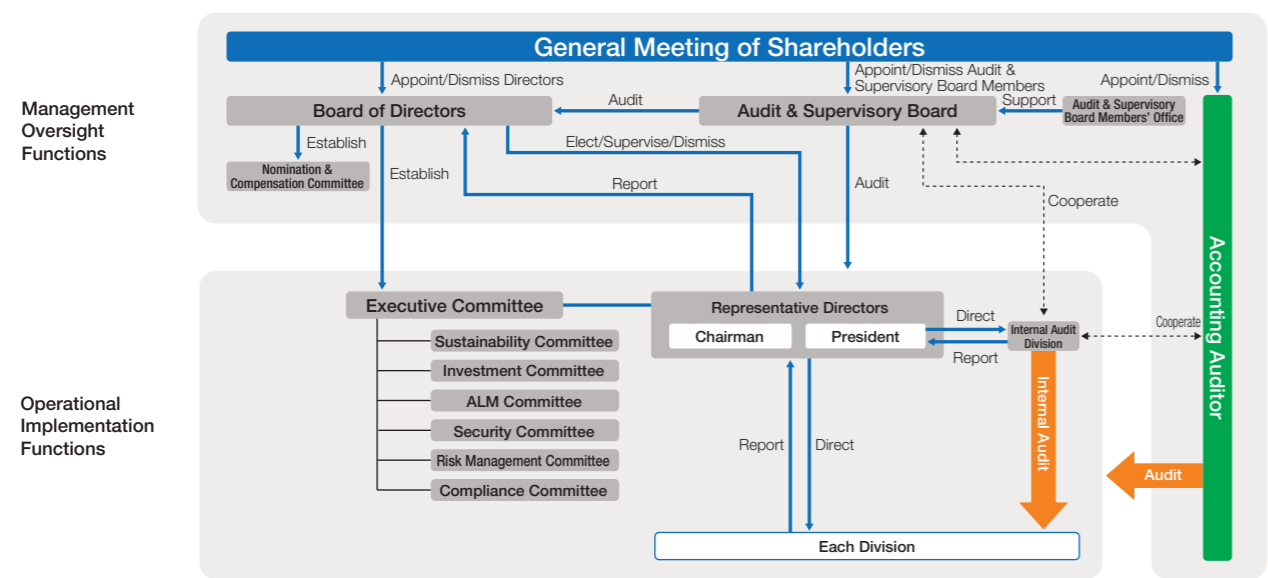 General Meeting of Shareholders
Appoint/Dismiss Directors
Appoint/Dismiss Audit &
Supervisory Board Members
Appoint/Dismiss
Management
Oversight
Functions
Board of Directors
Audit
Audit & Supervisory Board
Support
Audit & Supervisory
Board Members' Office
Establish
Nomination &
Compensation Committee
Establish
Elect/Supervise/Dismiss
Report
Audit
Cooperate
Accounting Auditor
Operational
Implementation
Functions
Executive Committee
Sustainability Committee
Investment Committee
ALM Committee
Security Committee
Risk Management Committee
Compliance Committee
Representative Directors
Chairman
President
Direct
Report
Internal Audit
Division
Cooperate
Internal Audit
Audit
Report
Direct
Each Division